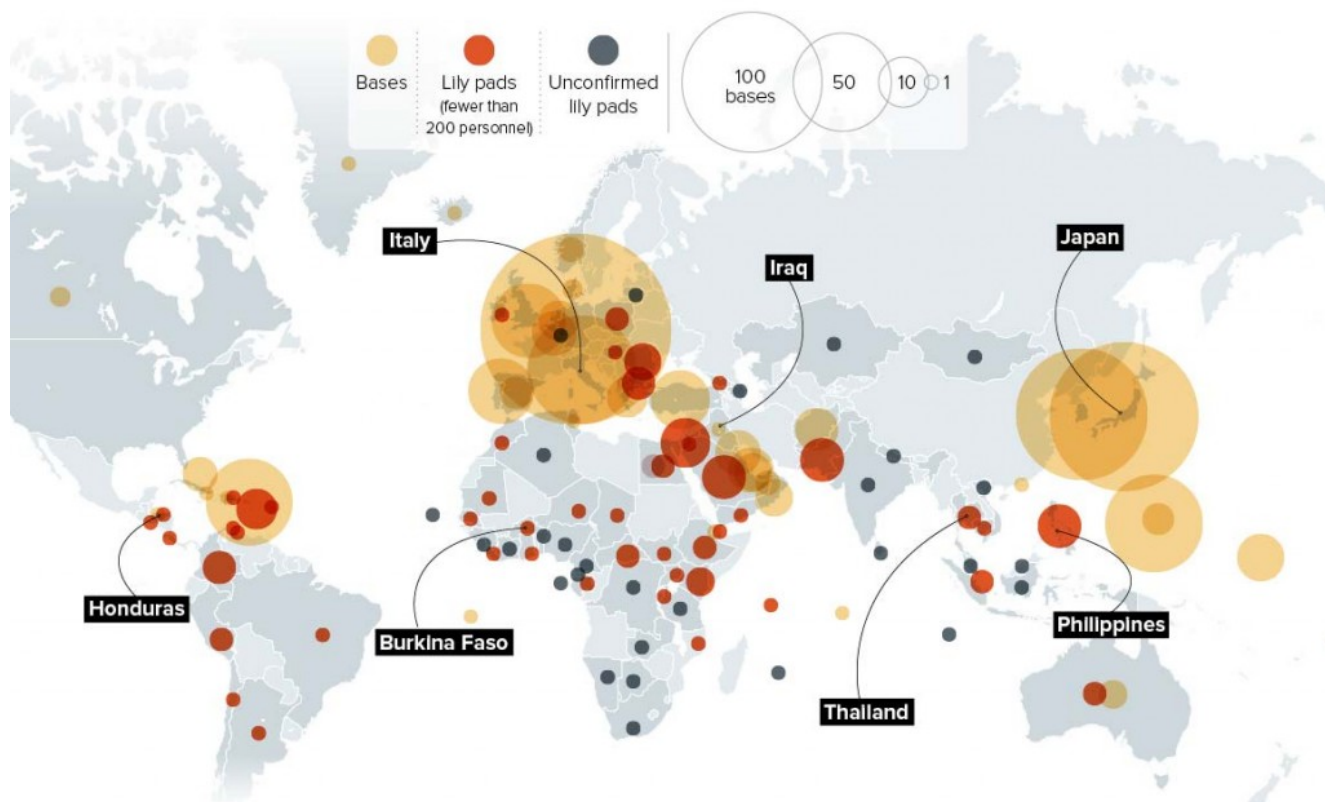 Bases
Lily pads
(fewer than
200 personnel)
Unconfirmed
lily pads
100
bases
50
10
1
Italy
Iraq
Japan
Honduras
Burkina Faso
Philippines
Thailand